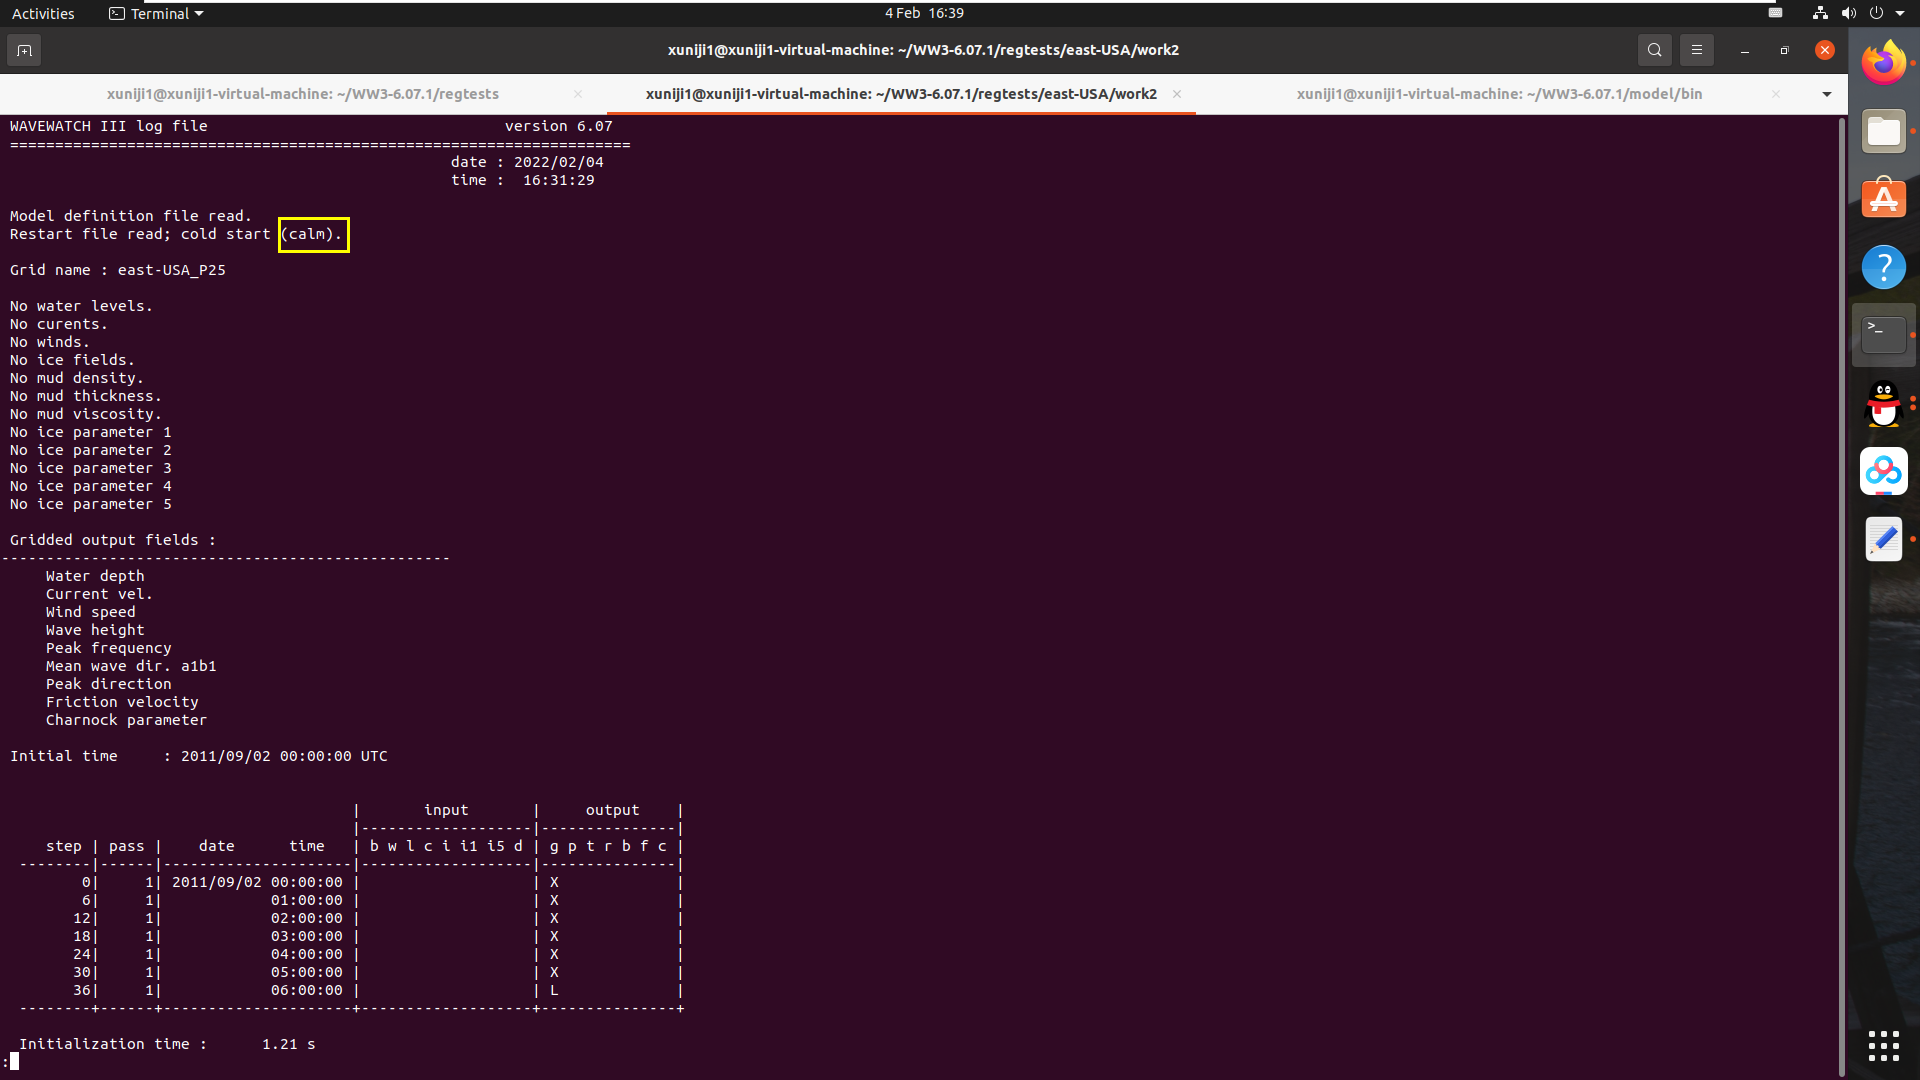 Activities Terminal 4 Feb 16:39
xuniji1@xuniji1-virtual-machine: ~/WW3-6.07.1/regtests/east-USA/work2
xuniji1@xuniji1-virtual-machine: ~/WW3-6.07.1/regtests × xuniji1@xuniji1-virtual-machine: ~/WW3-6.07.1/regtests/east-USA/work2 × xuniji1@xuniji1-virtual-machine: ~/WW3-6.07.1/model/bin ×
WAVEWATCH III log file version 6.07
=====================================================================
date : 2022/02/04
time : 16:31:29
Model definition file read.
Restart file read; cold start (calm).
Grid name : east-USA_P25
No water levels.
No curents.
No winds.
No ice fields.
No mud density.
No mud thickness.
No mud viscosity.
No ice parameter 1
No ice parameter 2
No ice parameter 3
No ice parameter 4
No ice parameter 5
Gridded output fields :
--------------------------------------------------
Water depth
Current vel.
Wind speed
Wave height
Peak frequency
Mean wave dir. a1b1
Peak direction
Friction velocity
Charnock parameter
Initial time : 2011/09/02 00:00:00 UTC
| input | output |
|-------------------|---------------|
step | pass | date time | b w l c i i1 i5 d | g p t r b f c |
--------|------|---------------------|-------------------|---------------|
0| 1| 2011/09/02 00:00:00 | | X |
6| 1| 01:00:00 | | X |
12| 1| 02:00:00 | | X |
18| 1| 03:00:00 | | X |
24| 1| 04:00:00 | | X |
30| 1| 05:00:00 | | X |
36| 1| 06:00:00 | | L |
--------+------+---------------------+-------------------+---------------+
Initialization time : 1.21 s
: